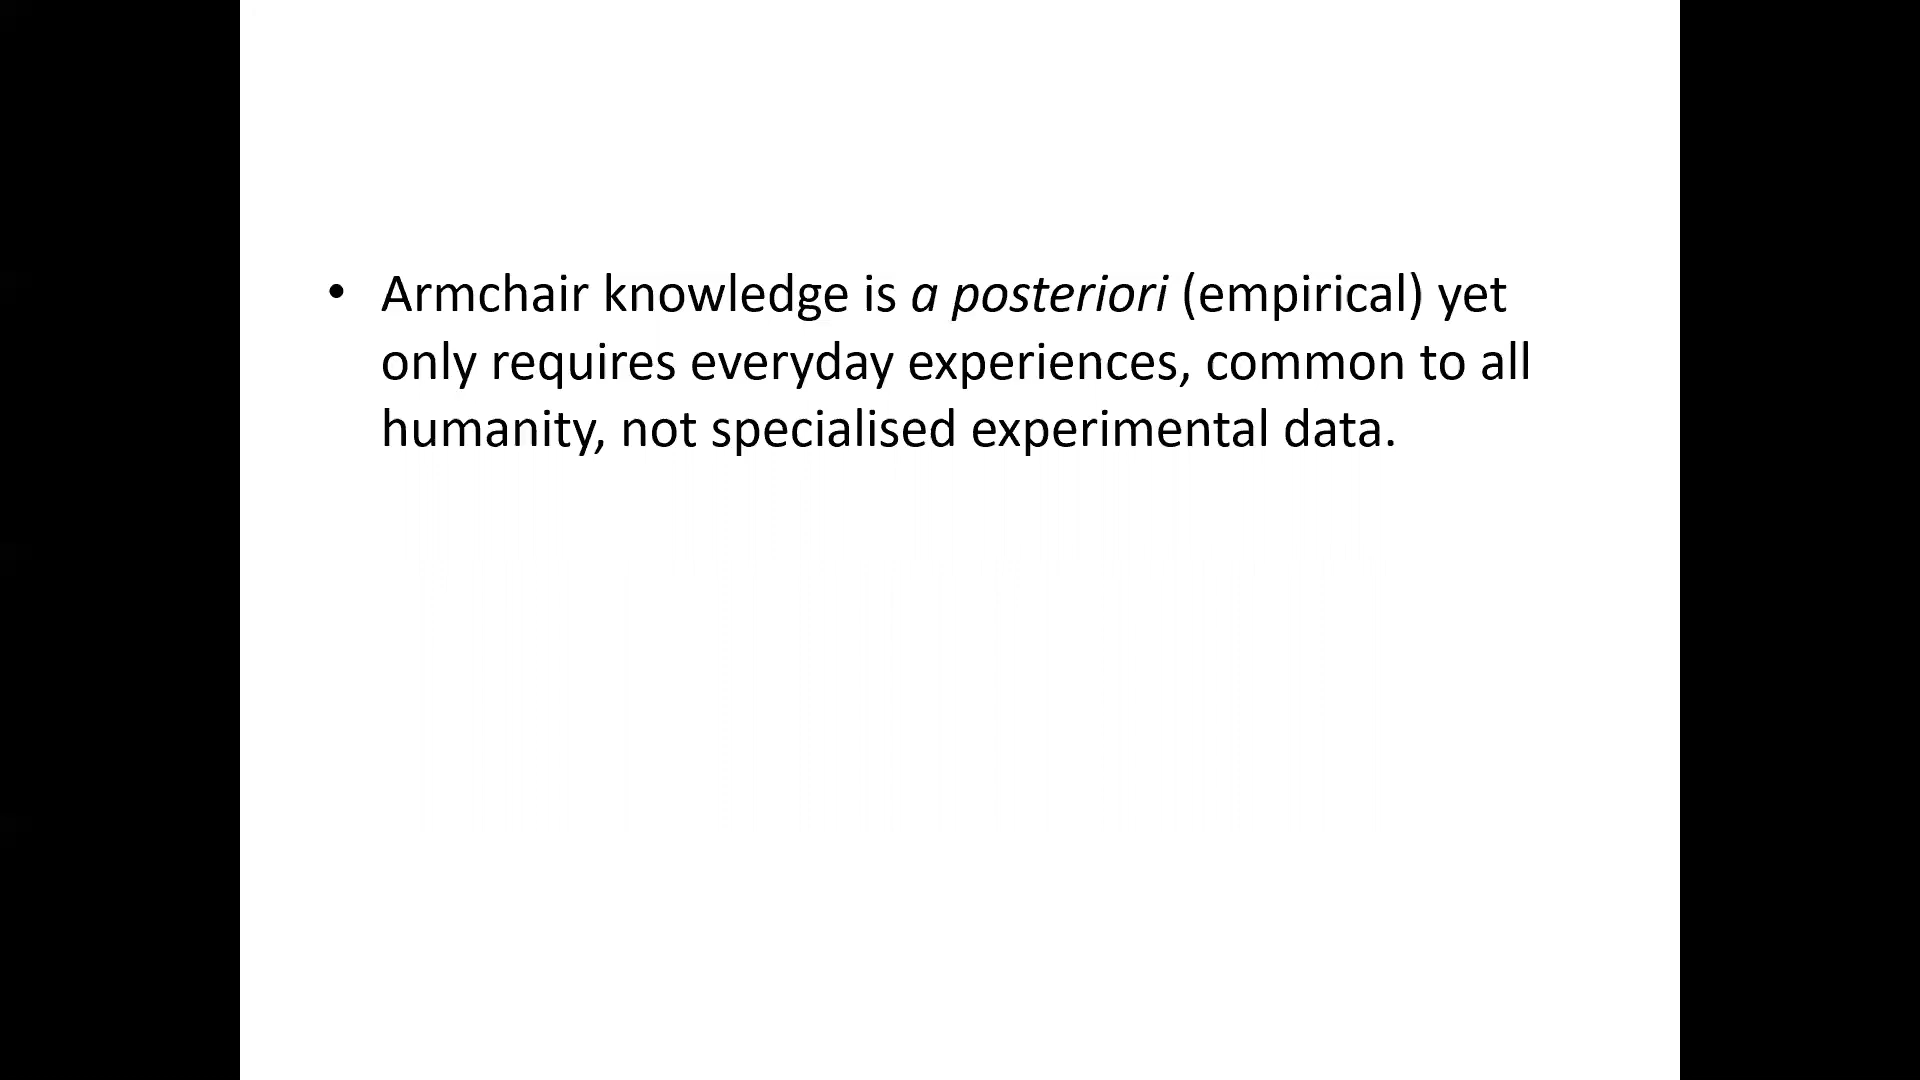 • Armchair knowledge is a posteriori (empirical) yet
only requires everyday experiences, common to all
humanity, not specialised experimental data.